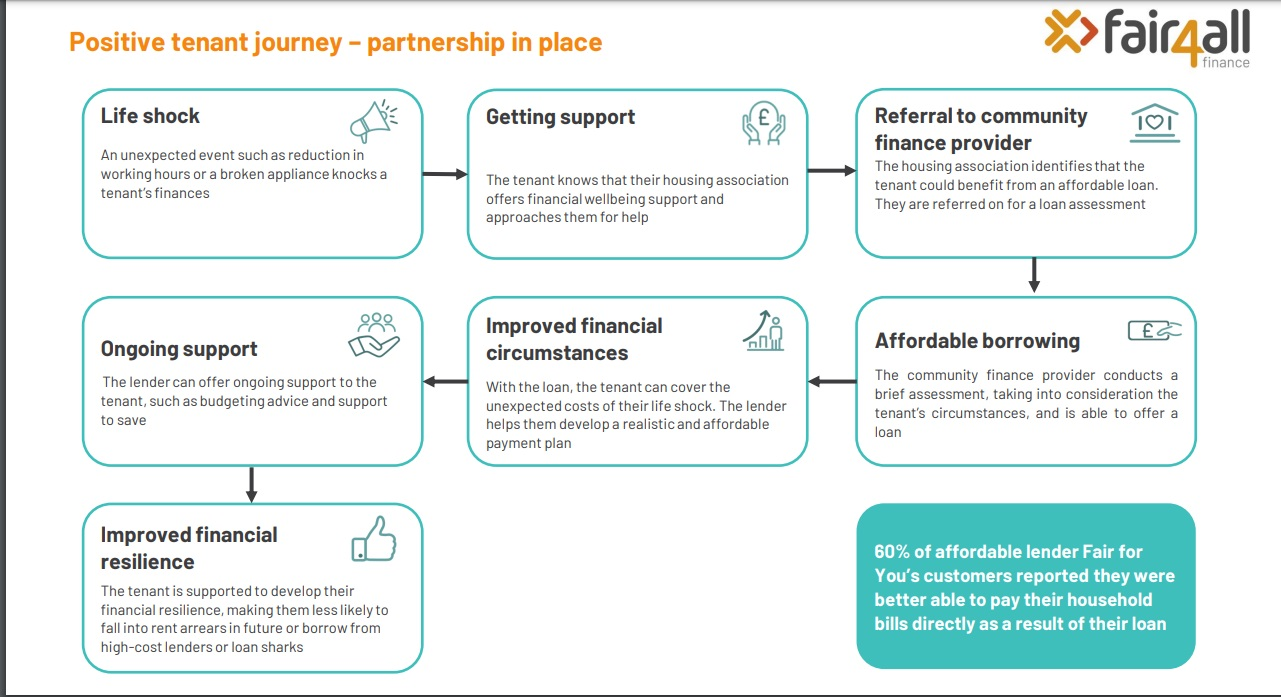 Positive tenant journey – partnership in place
fair4all
finance
Life shock
An unexpected event such as reduction in
working hours or a broken appliance knocks a
tenant's finances
Getting support
£
The tenant knows that their housing association
offers financial wellbeing support and
approaches them for help
Referral to community
finance provider
The housing association identifies that the
tenant could benefit from an affordable loan.
They are referred on for a loan assessment
Affordable borrowing
£
The community finance provider conducts a
brief assessment, taking into consideration the
tenant's circumstances, and is able to offer a
loan
Improved financial
circumstances
With the loan, the tenant can cover the
unexpected costs of their life shock. The lender
helps them develop a realistic and affordable
payment plan
Ongoing support
The lender can offer ongoing support to the
tenant, such as budgeting advice and support
to save
Improved financial
resilience
The tenant is supported to develop their
financial resilience, making them less likely to
fall into rent arrears in future or borrow from
high-cost lenders or loan sharks
60% of affordable lender Fair for
You's customers reported they were
better able to pay their household
bills directly as a result of their loan